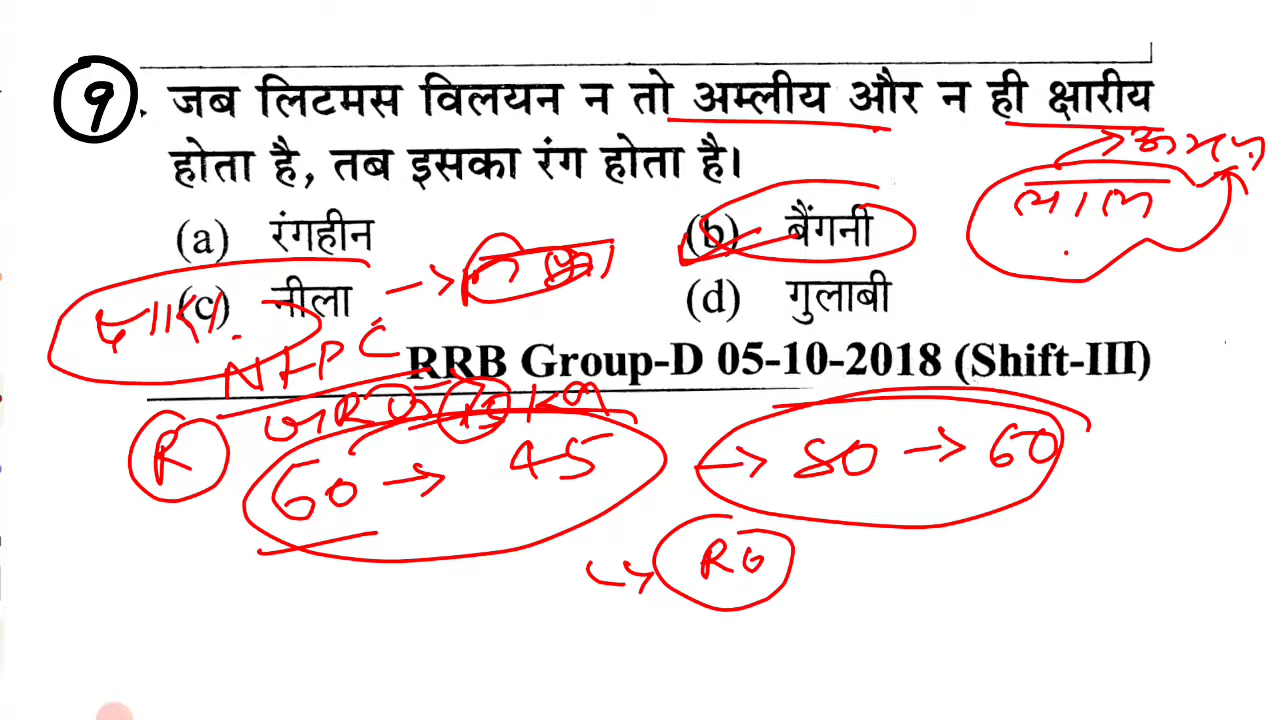 9. जब लिटमस विलयन न तो अम्लीय और न ही क्षारीय
होता है, तब इसका रंग होता है।
(a) रंगहीन (b) बैंगनी
लाल
(c) नीला (d) गुलाबी
RRB Group-D 05-10-2018 (Shift-III)
NTPC
R 60 → 45 → 80 → 60